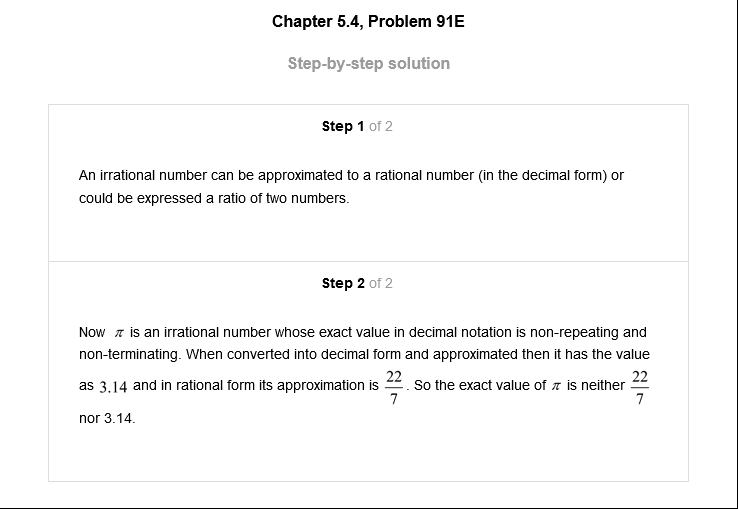 Chapter 5.4, Problem 91E
Step-by-step solution
Step 1 of 2
An irrational number can be approximated to a rational number (in the decimal form) or
could be expressed a ratio of two numbers.
Step 2 of 2
Now π is an irrational number whose exact value in decimal notation is non-repeating and
non-terminating. When converted into decimal form and approximated then it has the value
as 3.14 and in rational form its approximation is 22/7. So the exact value of π is neither 22/7
nor 3.14.